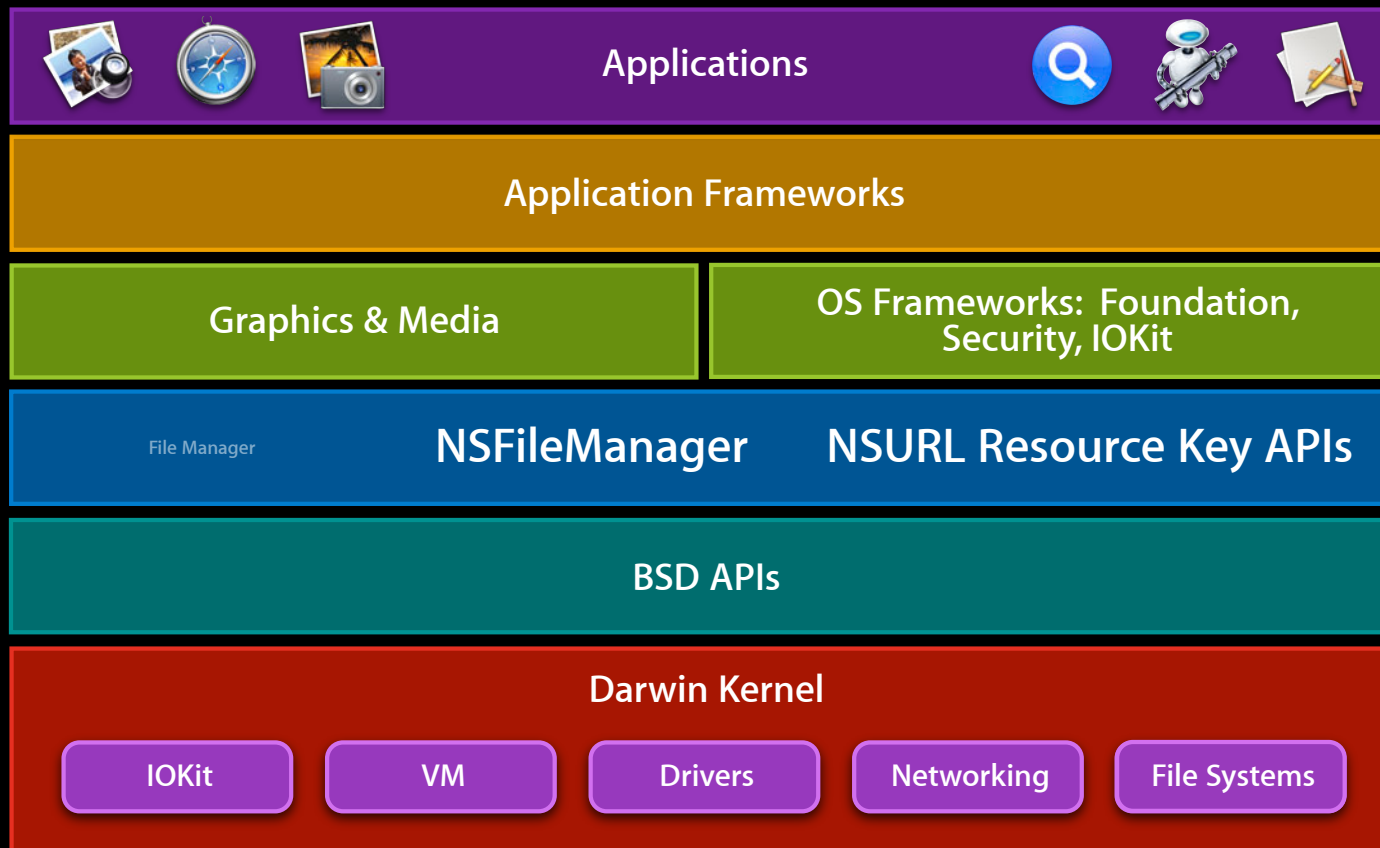 Applications
Application Frameworks
Graphics & Media
OS Frameworks: Foundation,
Security, IOKit
File Manager
NSFileManager
NSURL Resource Key APIs
BSD APIs
Darwin Kernel
IOKit
VM
Drivers
Networking
File Systems